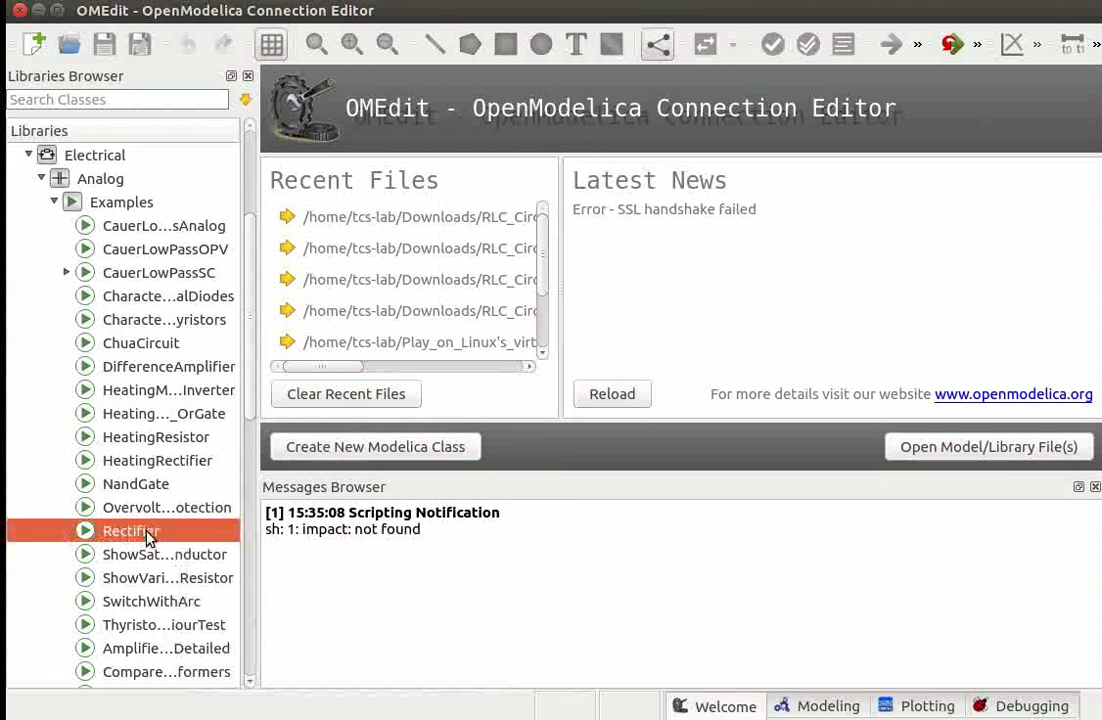 OMEdit - OpenModelica Connection Editor
Libraries Browser
Search Classes
Libraries
Electrical
Analog
Examples
CauerLo...sAnalog
CauerLowPassOPV
CauerLowPassSC
Characte...alDiodes
Characte...yristors
ChuaCircuit
DifferenceAmplifier
HeatingM...Inverter
Heating..._OrGate
HeatingResistor
HeatingRectifier
NandGate
Overvolt...otection
Rectifier
ShowSat...nductor
ShowVari...Resistor
SwitchWithArc
Thyristo...iourTest
Amplifie...Detailed
Compare...formers
OMEdit - OpenModelica Connection Editor
Recent Files
/home/tcs-lab/Downloads/RLC_Circ
/home/tcs-lab/Downloads/RLC_Circ
/home/tcs-lab/Downloads/RLC_Circ
/home/tcs-lab/Downloads/RLC_Circ
/home/tcs-lab/Play_on_Linux's_virt
Clear Recent Files
Latest News
Error - SSL handshake failed
Reload
For more details visit our website www.openmodelica.org
Create New Modelica Class
Open Model/Library File(s)
Messages Browser
[1] 15:35:08 Scripting Notification
sh: 1: impact: not found
Welcome
Modeling
Plotting
Debugging